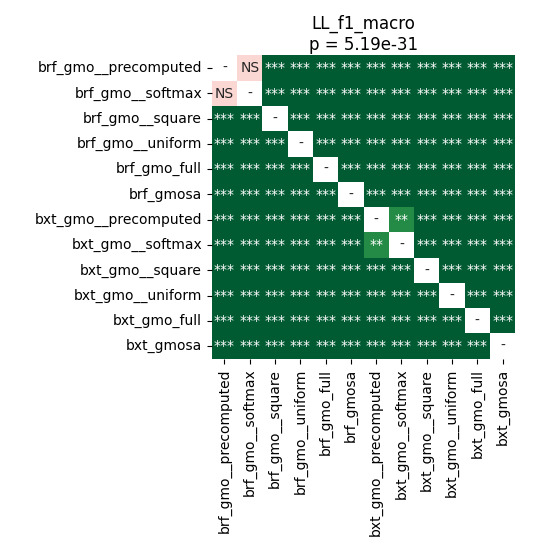 LL_f1_macro
p = 5.19e-31
brf_gmo__precomputed - NS *** *** *** *** *** *** *** *** *** ***
brf_gmo__softmax NS - *** *** *** *** *** *** *** *** *** ***
brf_gmo__square *** *** - *** *** *** *** *** *** *** *** ***
brf_gmo__uniform *** *** *** - *** *** *** *** *** *** *** ***
brf_gmo_full *** *** *** *** - *** *** *** *** *** *** ***
brf_gmosa *** *** *** *** *** - *** *** *** *** *** ***
bxt_gmo__precomputed *** *** *** *** *** *** - ** *** *** *** ***
bxt_gmo__softmax *** *** *** *** *** *** ** - *** *** *** ***
bxt_gmo__square *** *** *** *** *** *** *** *** - *** *** ***
bxt_gmo__uniform *** *** *** *** *** *** *** *** *** - *** ***
bxt_gmo_full *** *** *** *** *** *** *** *** *** *** - ***
bxt_gmosa *** *** *** *** *** *** *** *** *** *** *** -
brf_gmo__precomputed
brf_gmo__softmax
brf_gmo__square
brf_gmo__uniform
brf_gmo_full
brf_gmosa
bxt_gmo__precomputed
bxt_gmo__softmax
bxt_gmo__square
bxt_gmo__uniform
bxt_gmo_full
bxt_gmosa